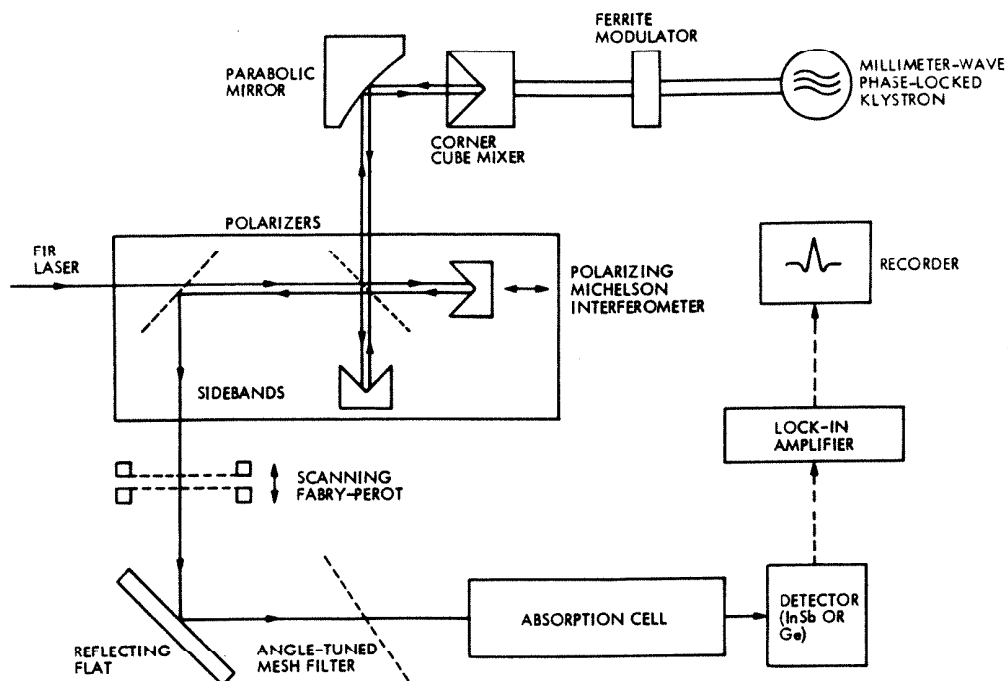 FERRITE
MODULATOR
MILLIMETER-WAVE
PHASE-LOCKED
KLYSTRON
PARABOLIC
MIRROR
CORNER
CUBE MIXER
POLARIZERS
FIR
LASER
POLARIZING
MICHELSON
INTERFEROMETER
RECORDER
SIDEBANDS
LOCK-IN
AMPLIFIER
SCANNING
FABRY-PEROT
ABSORPTION CELL
DETECTOR
(InSb OR
Ge)
REFLECTING
FLAT
ANGLE-TUNED
MESH FILTER